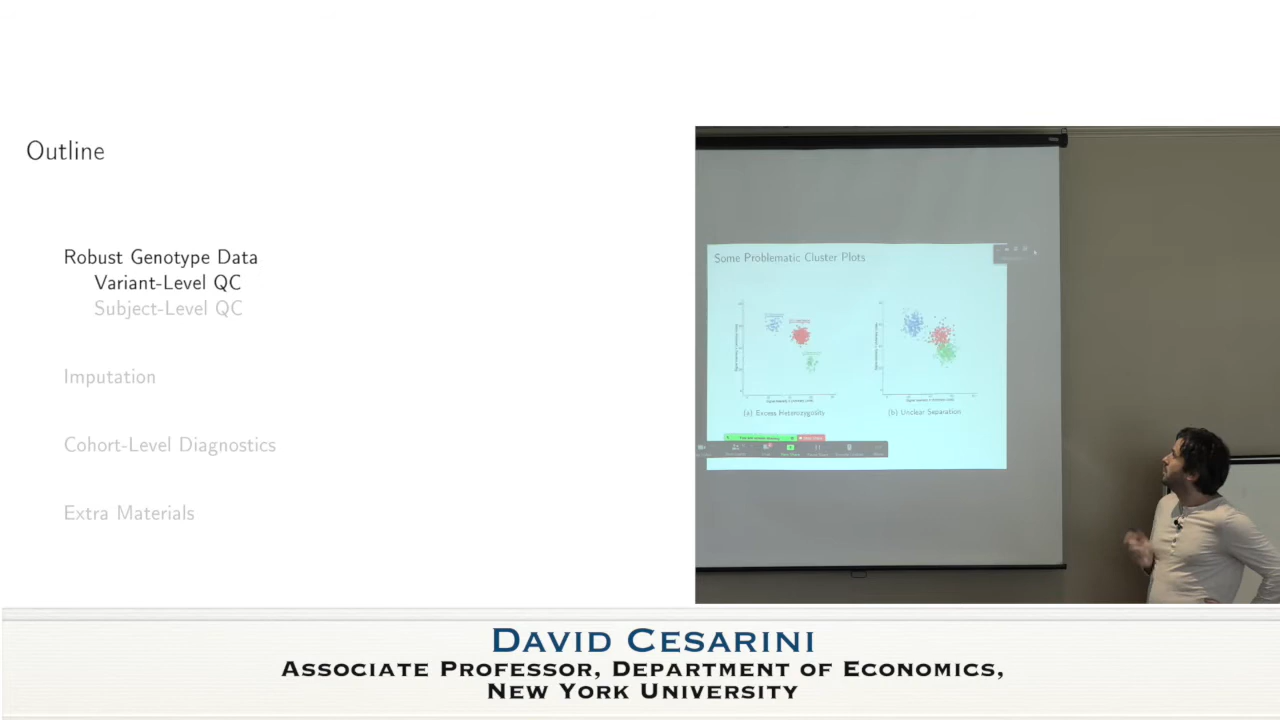 Outline
Robust Genotype Data
Variant-Level QC
Subject-Level QC
Imputation
Cohort-Level Diagnostics
Extra Materials
Some Problematic Cluster Plots
(a) Excess Heterozygosity
(b) Unclear Separation
DAVID CESARINI
ASSOCIATE PROFESSOR, DEPARTMENT OF ECONOMICS,
NEW YORK UNIVERSITY